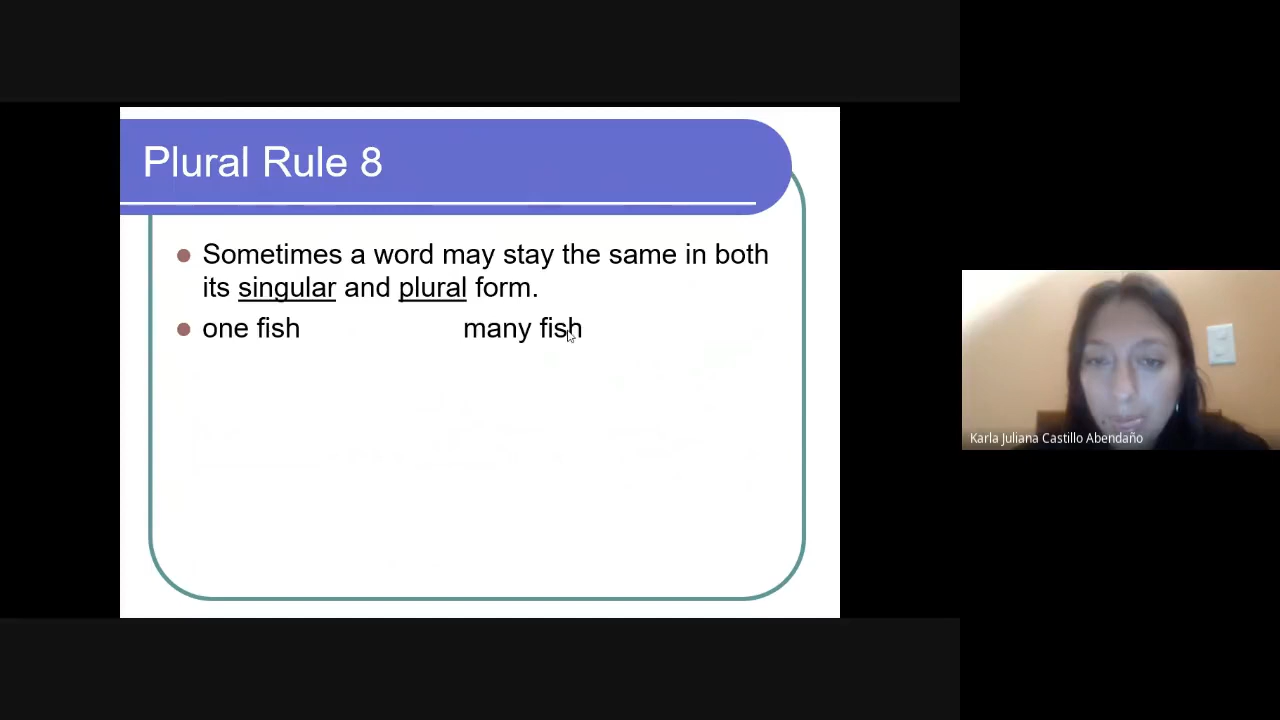 Plural Rule 8
Sometimes a word may stay the same in both
its singular and plural form.
one fish many fish
Karla Juliana Castillo Abendaño